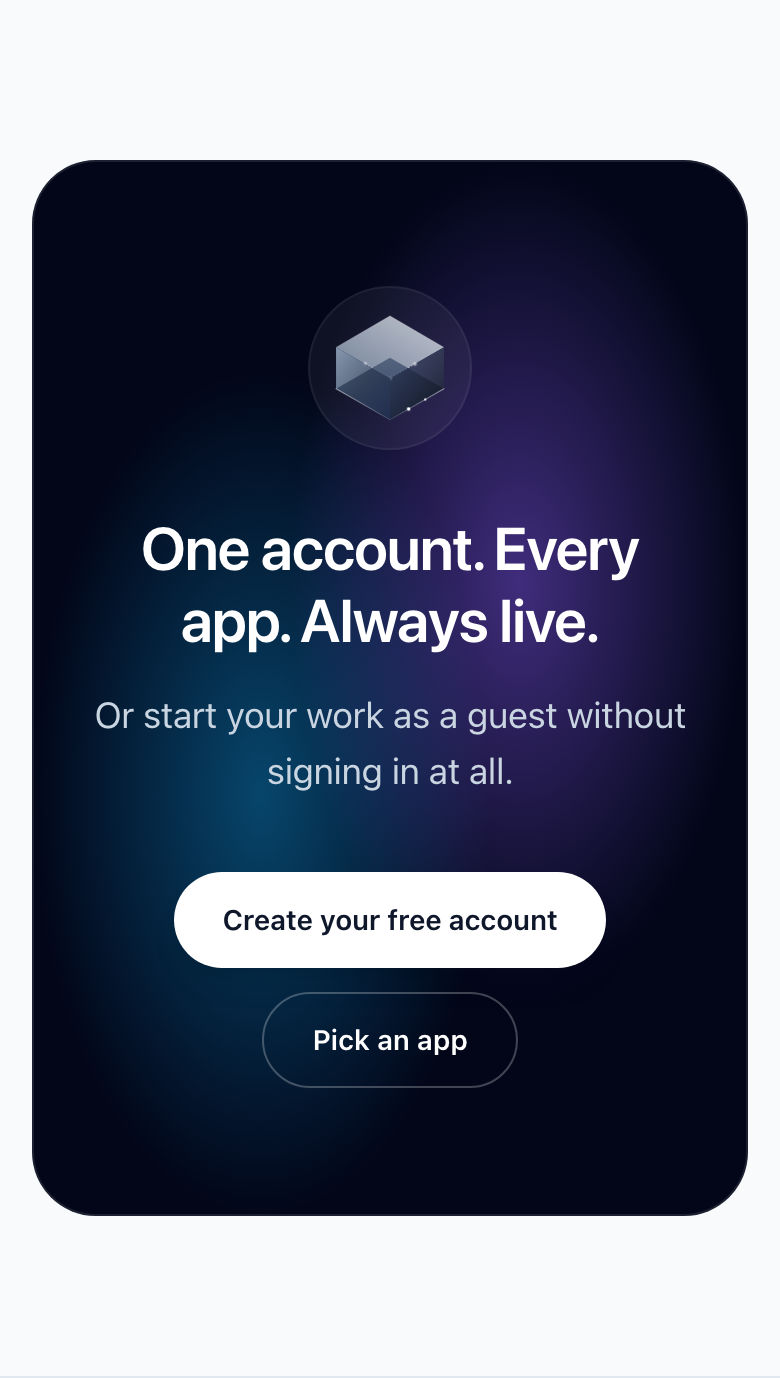 One account. Every
app. Always live.
Or start your work as a guest without
signing in at all.
Create your free account
Pick an app